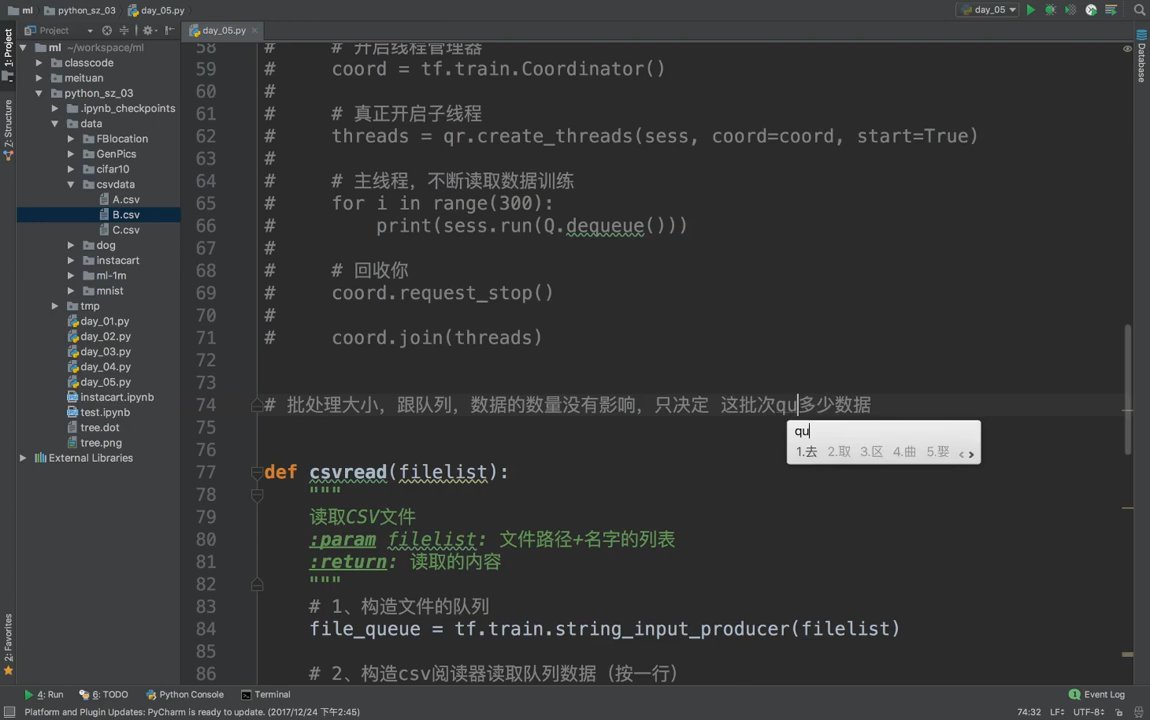 ml python_sz_03 day_05.py
day_05
Project
day_05.py
1: Project
Z: Structure
2: Favorites
Database
ml ~/workspace/ml
classcode
meituan
python_sz_03
.ipynb_checkpoints
data
FBlocation
GenPics
cifar10
csvdata
A.csv
B.csv
C.csv
dog
instacart
ml-1m
mnist
tmp
day_01.py
day_02.py
day_03.py
day_04.py
day_05.py
instacart.ipynb
test.ipynb
tree.dot
tree.png
External Libraries
58 # # 开启线程管理器
59 # coord = tf.train.Coordinator()
60 #
61 # # 真正开启子线程
62 # threads = qr.create_threads(sess, coord=coord, start=True)
63 #
64 # # 主线程，不断读取数据训练
65 # for i in range(300):
66 # print(sess.run(Q.dequeue()))
67 #
68 # # 回收你
69 # coord.request_stop()
70 #
71 # coord.join(threads)
72
73
74 # 批处理大小，跟队列，数据的数量没有影响，只决定 这批次qu多少数据
qu
1.去 2.取 3.区 4.曲 5.娶 < >
75
76
77 def csvread(filelist):
78 """
79 读取CSV文件
80 :param filelist: 文件路径+名字的列表
81 :return: 读取的内容
82 """
83 # 1、构造文件的队列
84 file_queue = tf.train.string_input_producer(filelist)
85
86 # 2、构造csv阅读器读取队列数据（按一行）
4: Run 6: TODO Python Console Terminal Event Log
Platform and Plugin Updates: PyCharm is ready to update. (2017/12/24 下午2:45) 74:32 LF÷ UTF-8÷